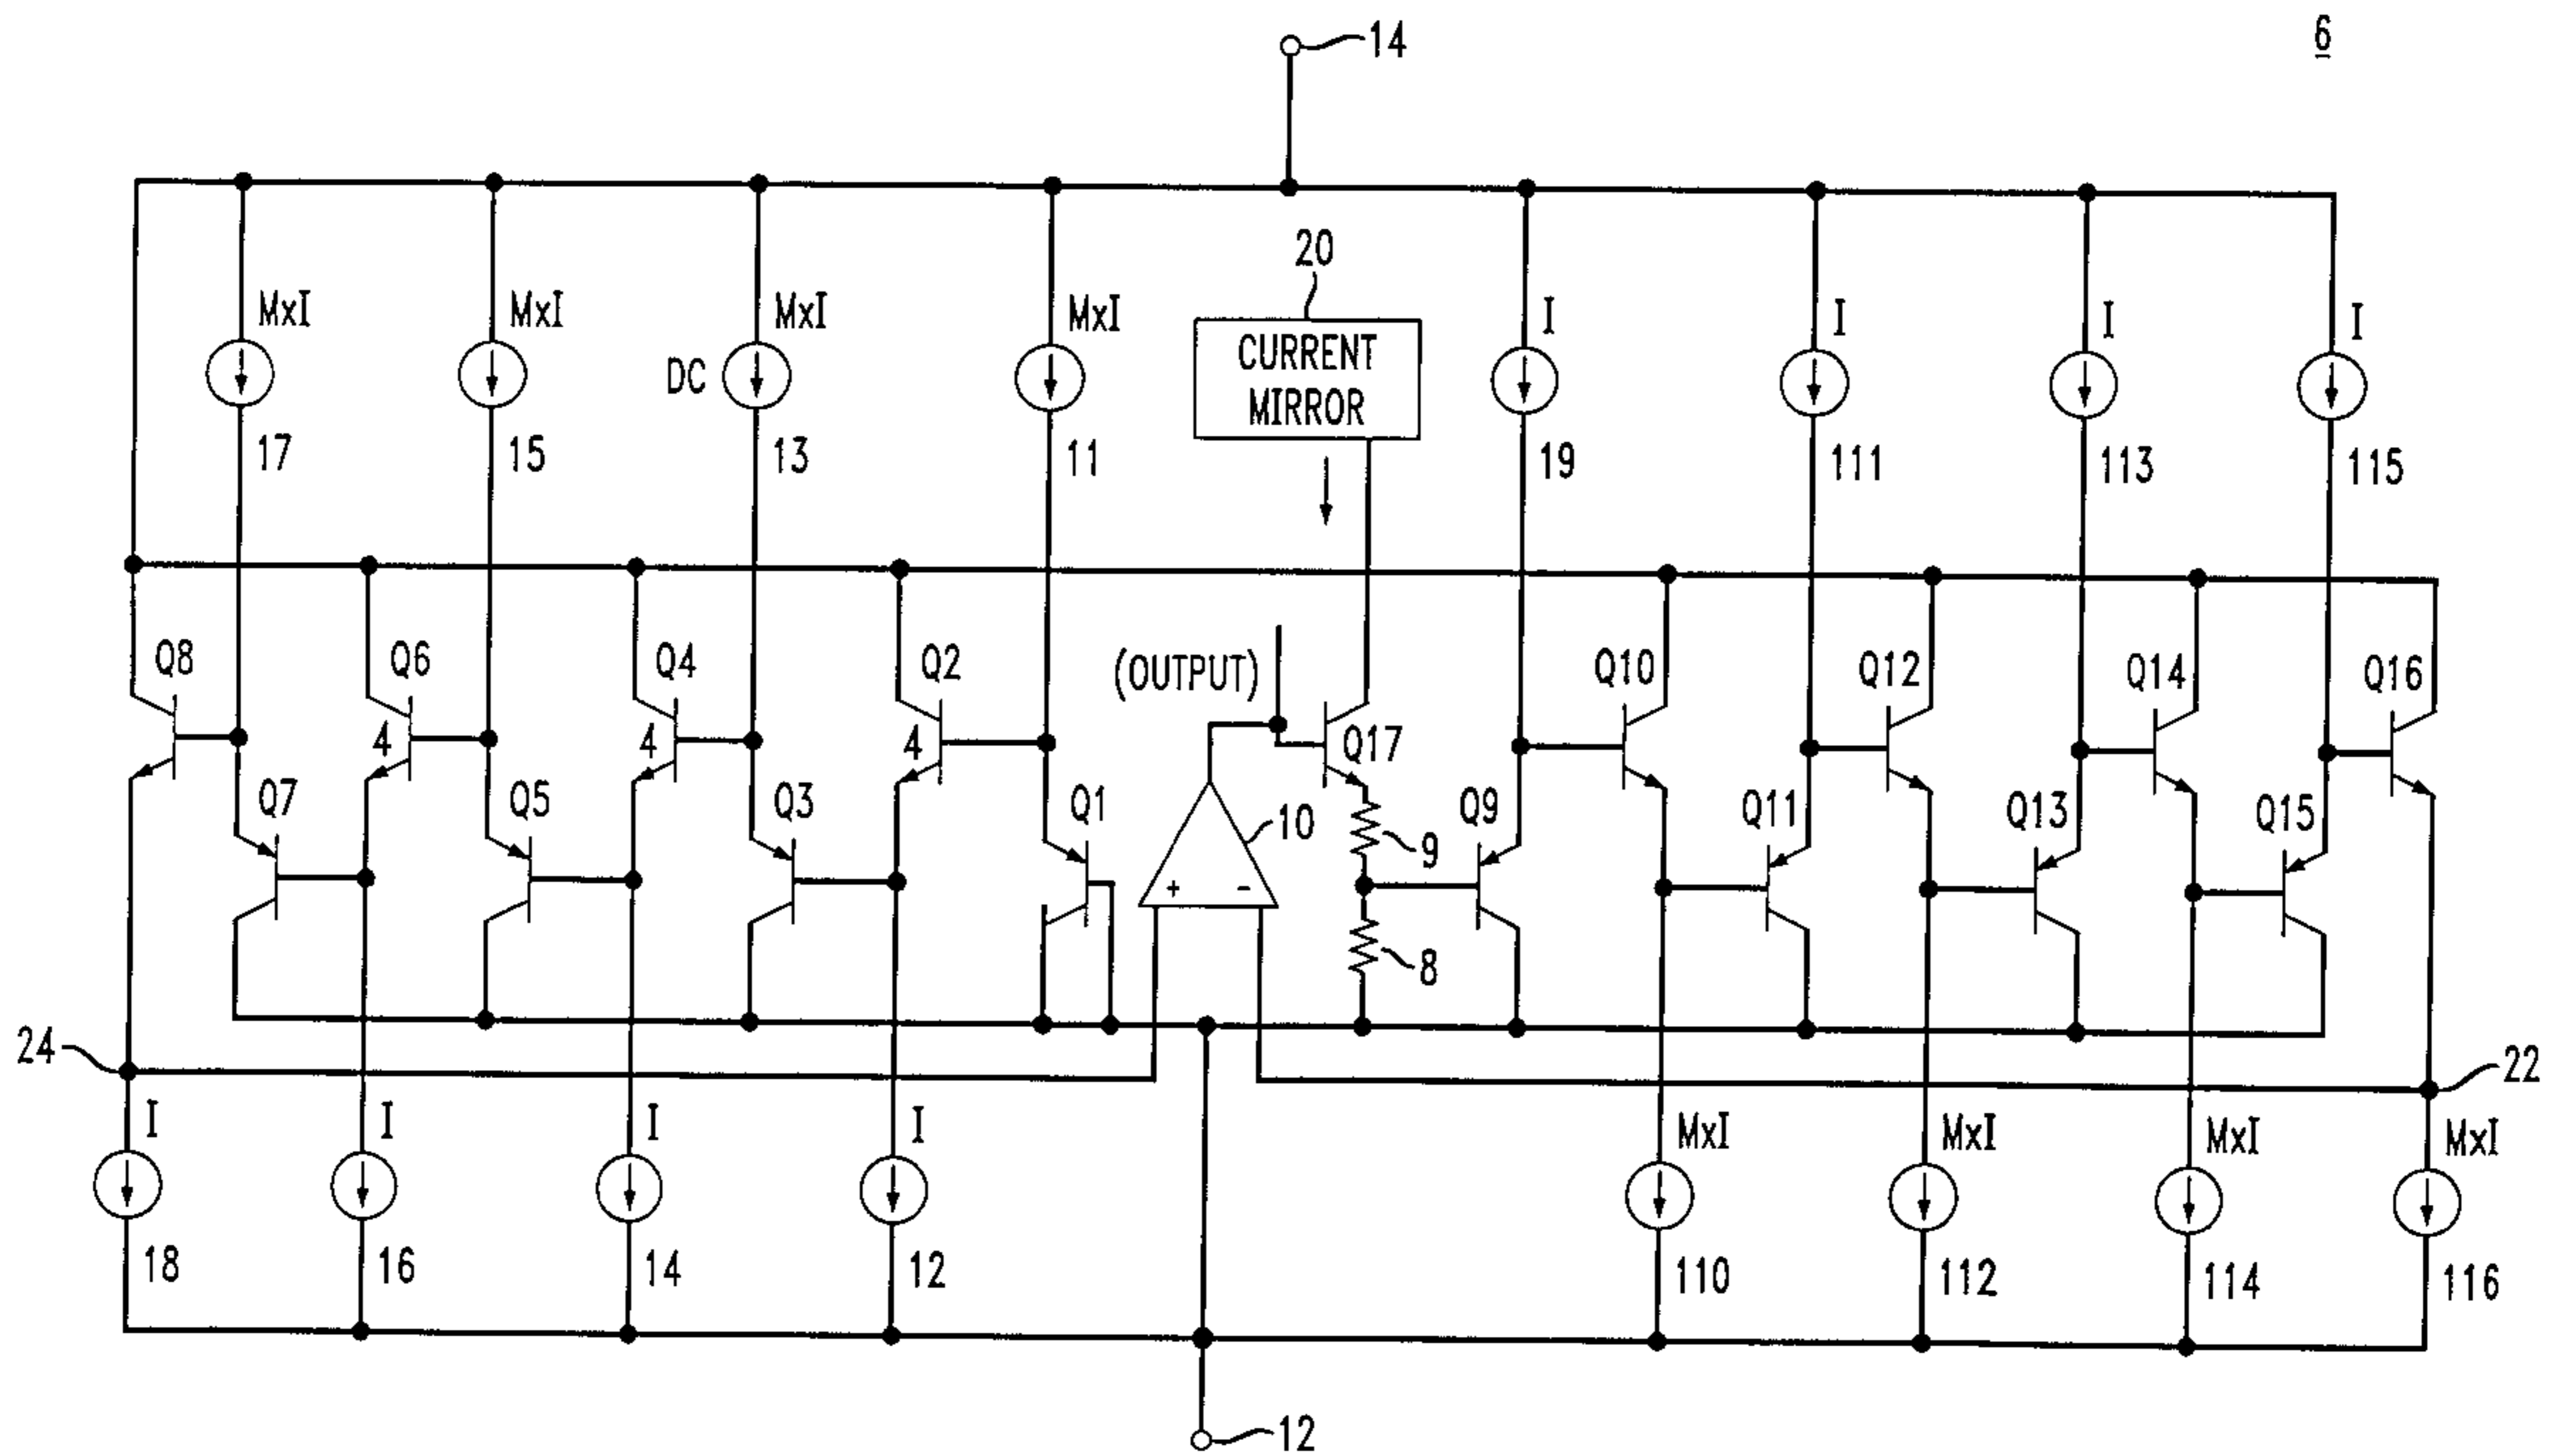 14
6
20
MxI
MxI
MxI
MxI
I
I
I
I
CURRENT
MIRROR
DC
17
15
13
11
19
111
113
115
Q8
Q6
Q4
Q2
(OUTPUT)
Q10
Q12
Q14
Q16
4
4
4
Q17
Q7
Q5
Q3
Q1
10
9
Q9
Q11
Q13
Q15
+
-
8
24
22
I
I
I
I
MxI
MxI
MxI
MxI
18
16
14
12
110
112
114
116
12